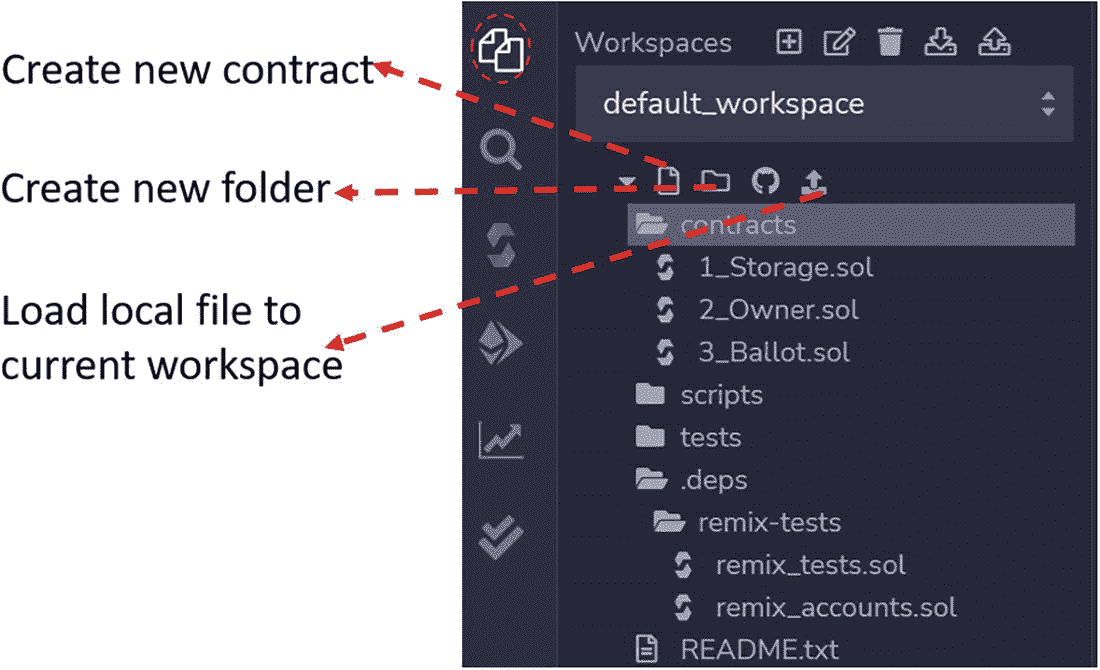 Create new contract
Create new folder
Load local file to
current workspace
Workspaces
default_workspace
contracts
1_Storage.sol
2_Owner.sol
3_Ballot.sol
scripts
tests
.deps
remix-tests
remix_tests.sol
remix_accounts.sol
README.txt